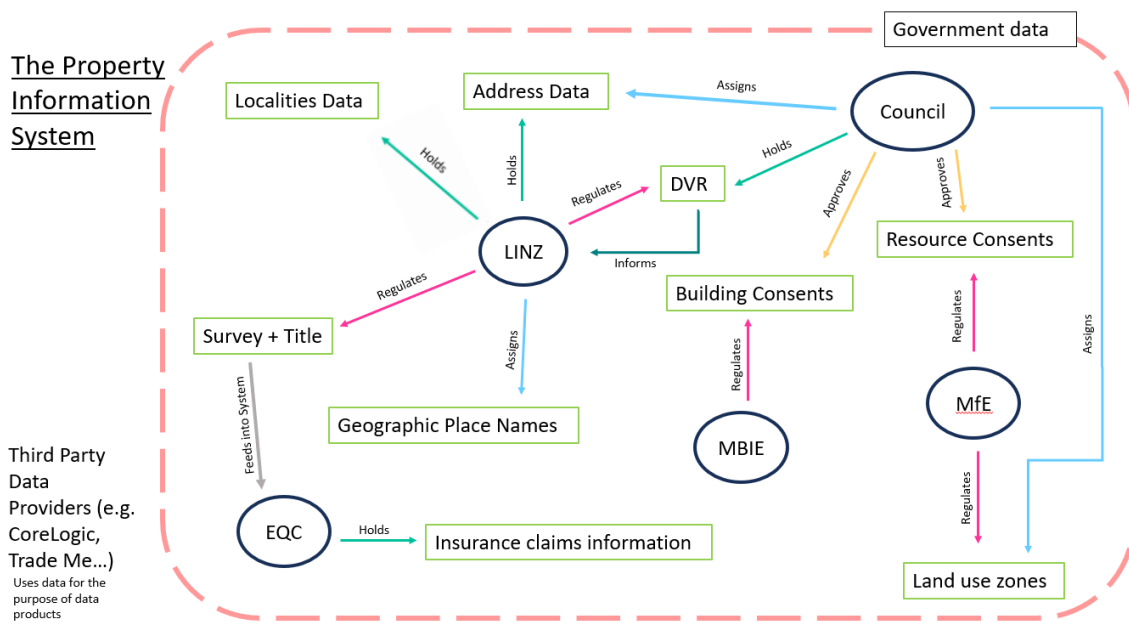 Government data
The Property
Information
System
Localities Data
Address Data
Assigns
Council
Holds
Holds
Holds
Regulates
DVR
Approves
Approves
LINZ
Informs
Resource Consents
Regulates
Building Consents
Survey + Title
Assigns
Regulates
Regulates
Assigns
Feeds into System
Geographic Place Names
MBIE
MfE
Third Party
Data
Providers (e.g.
CoreLogic,
Trade Me...)
Uses data for the
purpose of data
products
EQC
Holds
Insurance claims information
Regulates
Land use zones